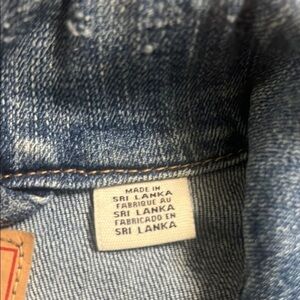 MADE IN
SRI LANKA
FABRIQUE AU
SRI LANKA
FABRICADO EN
SRI LANKA